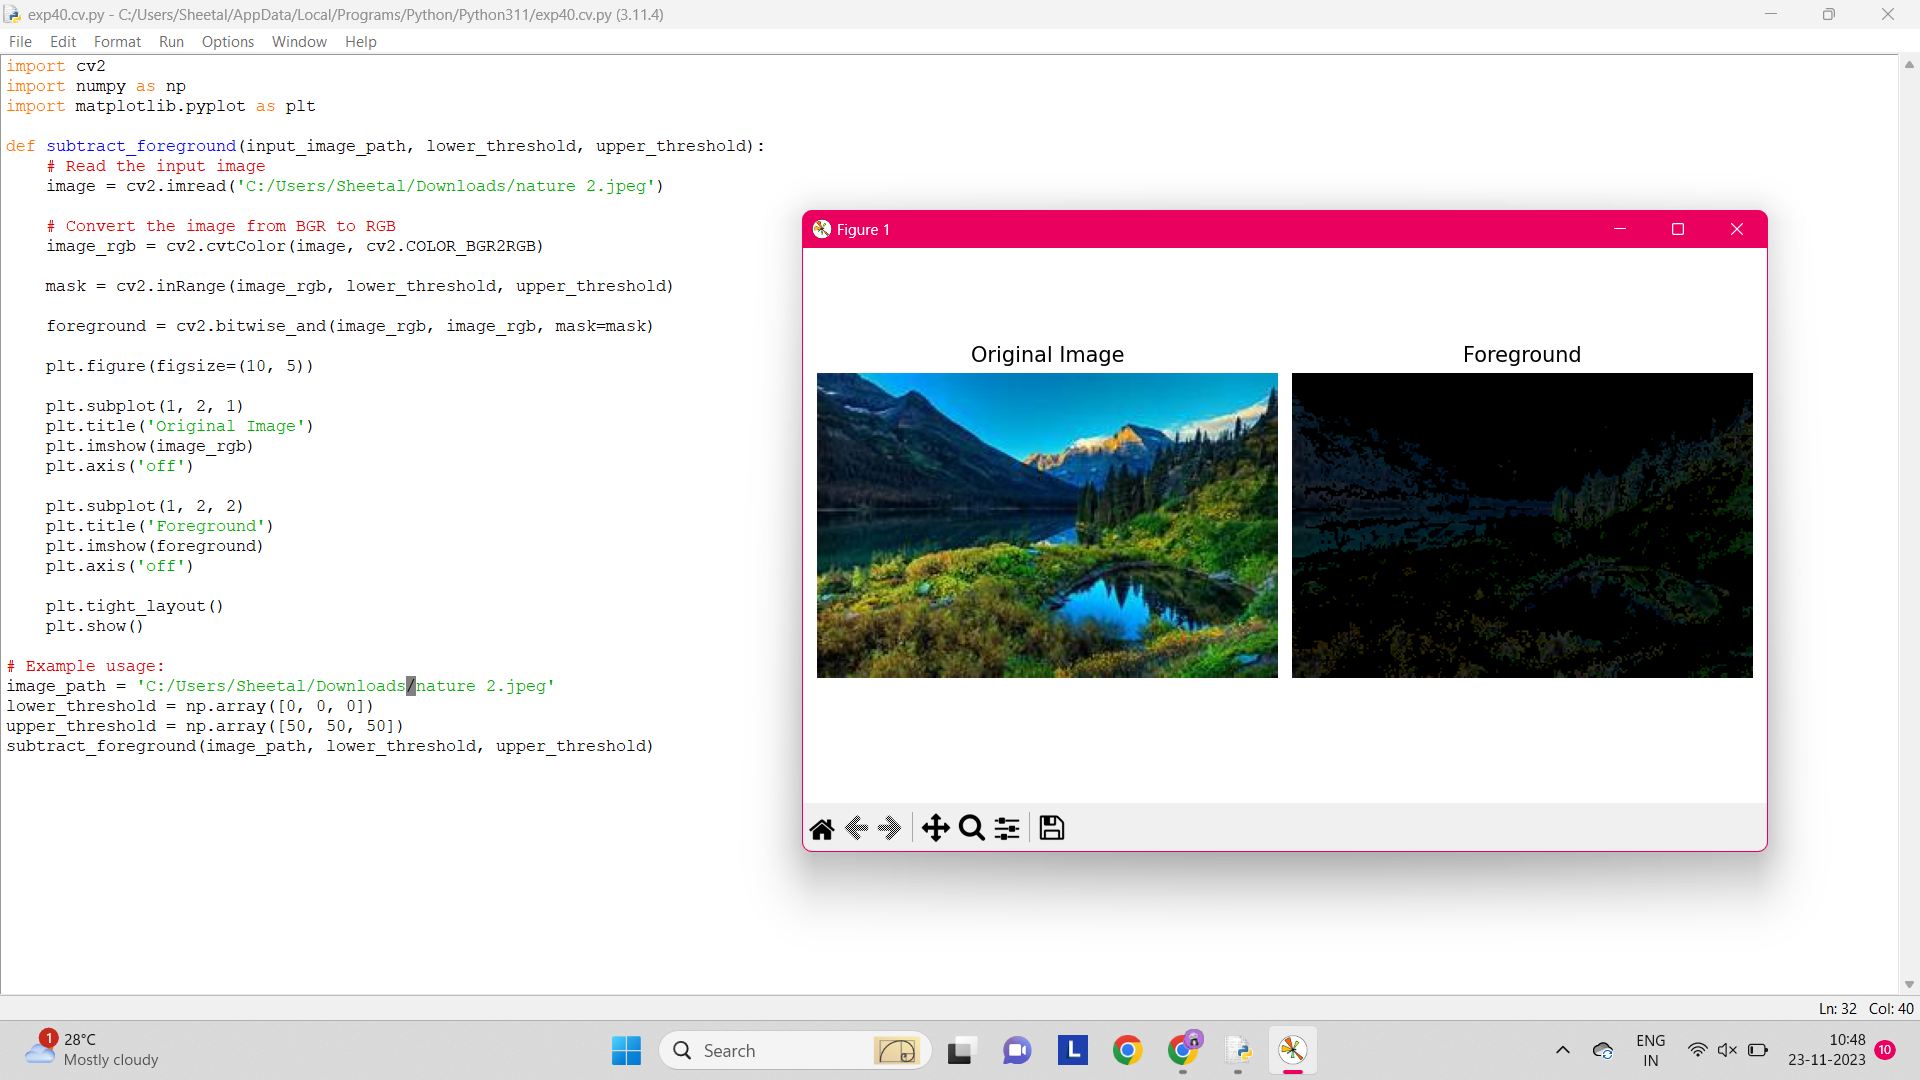 exp40.cv.py - C:/Users/Sheetal/AppData/Local/Programs/Python/Python311/exp40.cv.py (3.11.4)
File Edit Format Run Options Window Help
import cv2
import numpy as np
import matplotlib.pyplot as plt
def subtract_foreground(input_image_path, lower_threshold, upper_threshold):
    # Read the input image
    image = cv2.imread('C:/Users/Sheetal/Downloads/nature 2.jpeg')
    # Convert the image from BGR to RGB
    image_rgb = cv2.cvtColor(image, cv2.COLOR_BGR2RGB)
    mask = cv2.inRange(image_rgb, lower_threshold, upper_threshold)
    foreground = cv2.bitwise_and(image_rgb, image_rgb, mask=mask)
    plt.figure(figsize=(10, 5))
    plt.subplot(1, 2, 1)
    plt.title('Original Image')
    plt.imshow(image_rgb)
    plt.axis('off')
    plt.subplot(1, 2, 2)
    plt.title('Foreground')
    plt.imshow(foreground)
    plt.axis('off')
    plt.tight_layout()
    plt.show()
# Example usage:
image_path = 'C:/Users/Sheetal/Downloads/nature 2.jpeg'
lower_threshold = np.array([0, 0, 0])
upper_threshold = np.array([50, 50, 50])
subtract_foreground(image_path, lower_threshold, upper_threshold)
Figure 1
Original Image Foreground
Ln: 32 Col: 40
1 28°C
Mostly cloudy
Search
L
ENG
IN
10:48
23-11-2023
10